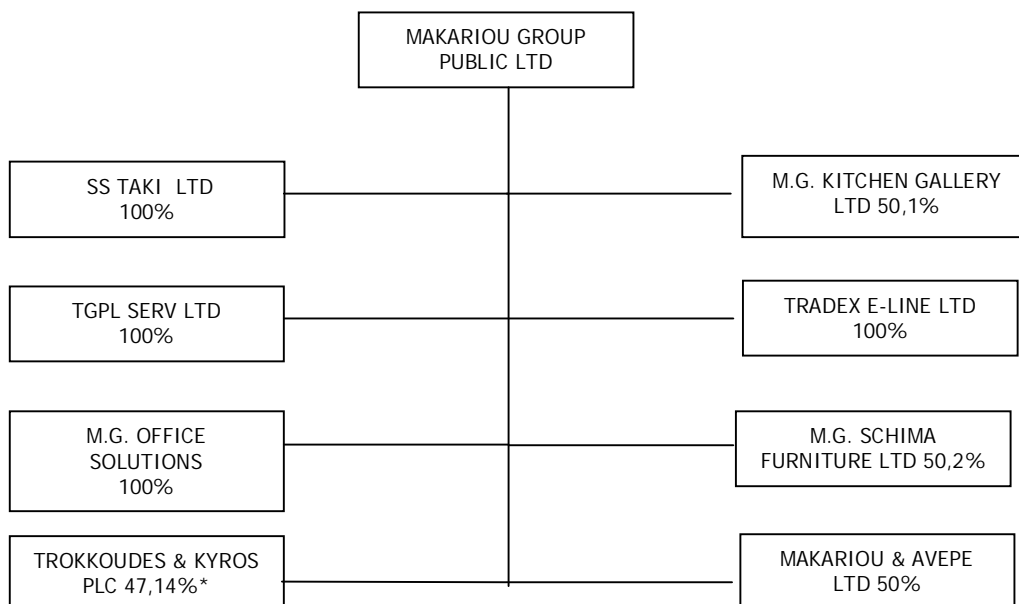 MAKARIOU GROUP
PUBLIC LTD
SS TAKI LTD
100%
M.G. KITCHEN GALLERY
LTD 50,1%
TGPL SERV LTD
100%
TRADEX E-LINE LTD
100%
M.G. OFFICE
SOLUTIONS
100%
M.G. SCHIMA
FURNITURE LTD 50,2%
TROKKOUDES & KYROS
PLC 47,14%*
MAKARIOU & AVEPE
LTD 50%